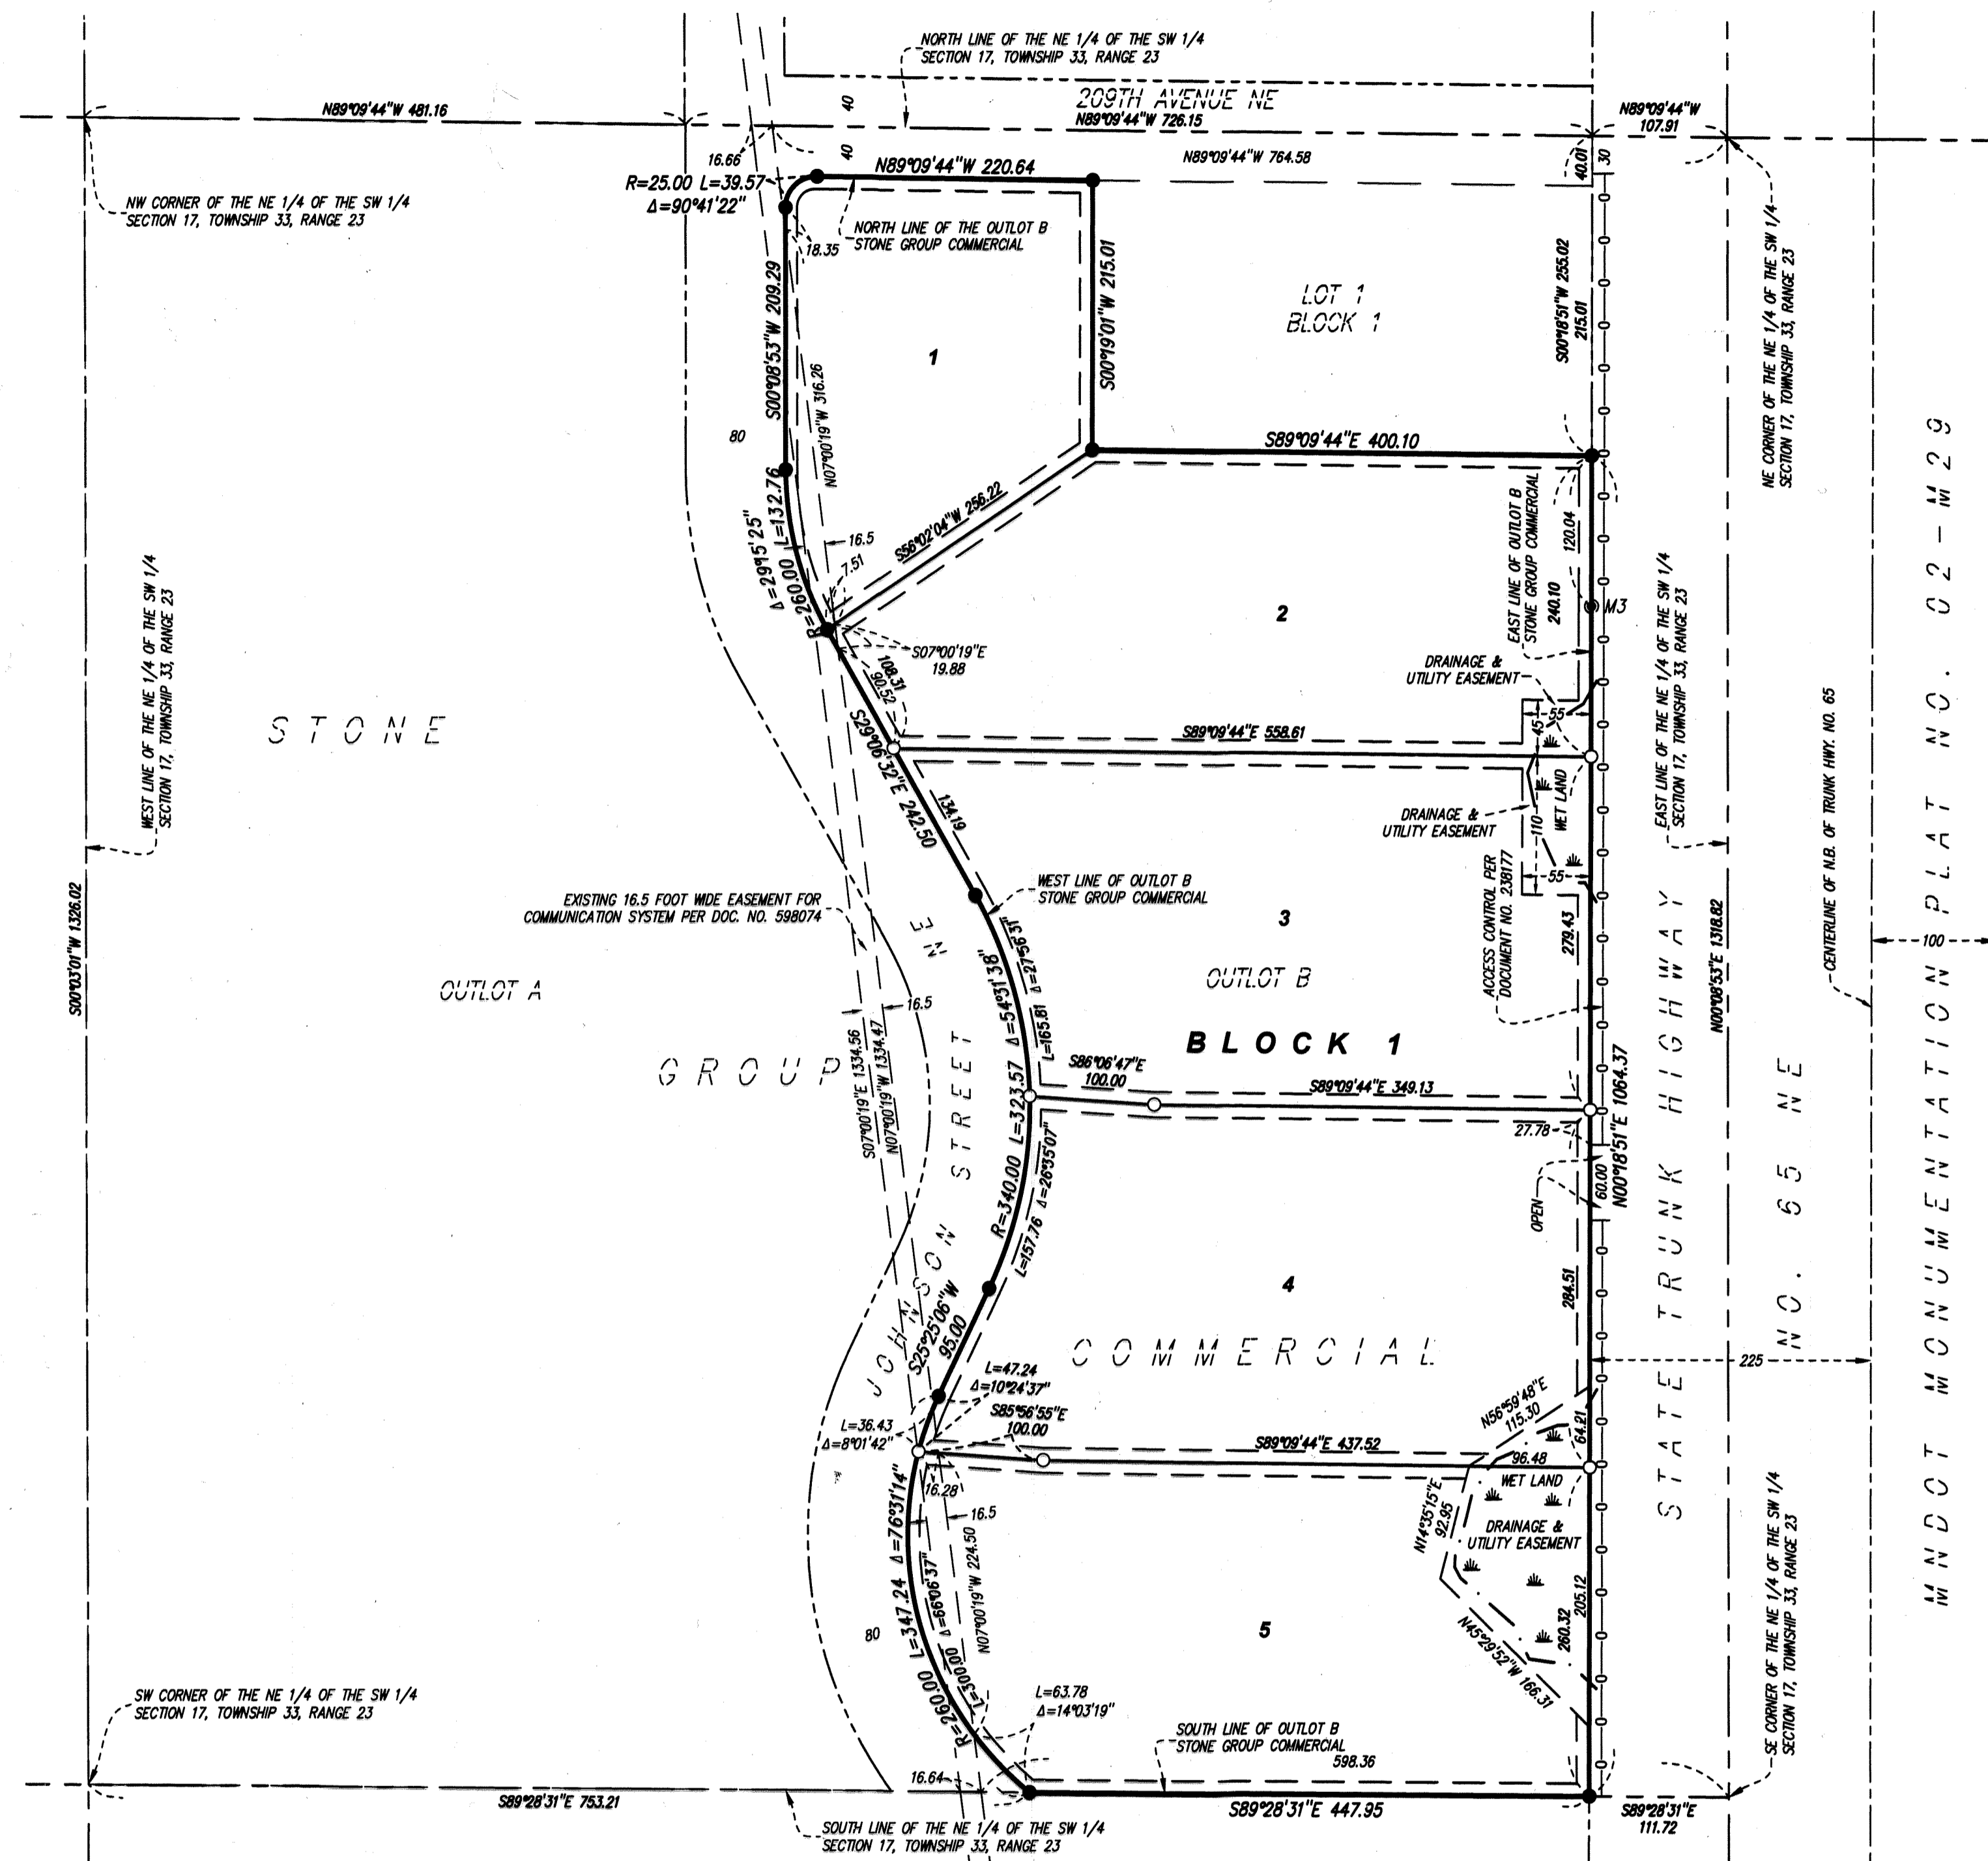 NORTH LINE OF THE NE 1/4 OF THE SW 1/4
SECTION 17, TOWNSHIP 33, RANGE 23
N89°09'44"W 481.16
40
209TH AVENUE NE
N89°09'44"W 726.15
N89°09'44"W
107.91
16.66
40
N89°09'44"W 220.64
N89°09'44"W 764.58
40.01
30
R=25.00 L=39.57
Δ=90°41'22"
NW CORNER OF THE NE 1/4 OF THE SW 1/4
SECTION 17, TOWNSHIP 33, RANGE 23
NORTH LINE OF THE OUTLOT B
STONE GROUP COMMERCIAL
18.35
S00°08'53"W 209.29
N07°00'19"W 316.26
1
S00°19'01"W 215.01
LOT 1
BLOCK 1
S00°18'51"W 255.02
215.01
NE CORNER OF THE NE 1/4 OF THE SW 1/4
SECTION 17, TOWNSHIP 33, RANGE 23
80
S89°09'44"E 400.10
Δ=29°15'25"
R=260.00 L=132.76
16.5
7.51
S56°02'04"W 256.22
EAST LINE OF OUTLOT B
STONE GROUP COMMERCIAL
120.04
240.10
M3
2
S07°00'19"E
19.88
108.31
90.52
DRAINAGE &
UTILITY EASEMENT
55
45
WEST LINE OF THE NE 1/4 OF THE SW 1/4
SECTION 17, TOWNSHIP 33, RANGE 23
EAST LINE OF THE NE 1/4 OF THE SW 1/4
SECTION 17, TOWNSHIP 33, RANGE 23
CENTERLINE OF N.B. OF TRUNK HWY. NO. 65
STONE
S89°09'44"E 558.61
S29°06'32"E 242.50
134.19
DRAINAGE &
UTILITY EASEMENT
WET LAND
110
55
WEST LINE OF OUTLOT B
STONE GROUP COMMERCIAL
EXISTING 16.5 FOOT WIDE EASEMENT FOR
COMMUNICATION SYSTEM PER DOC. NO. 598074
3
ACCESS CONTROL PER
DOCUMENT NO. 238177
279.43
S00°03'01"W 1326.02
N00°08'53"E 1318.82
100
OUTLOT A
OUTLOT B
16.5
S07°00'19"E 1334.56
N07°00'19"W 1334.47
GROUP
JOHNSON STREET NE
R=340.00 L=323.57 Δ=54°31'38"
L=165.81 Δ=27°56'31"
BLOCK 1
S86°06'47"E
100.00
S89°09'44"E 349.13
27.78
60.00
N00°18'51"E 1064.37
OPEN
L=157.76 Δ=26°35'07"
4
284.51
S25°25'06"W
95.00
COMMERCIAL
225
STATE TRUNK HIGHWAY
NO. 65 NE
MNDOT MONUMENTATION PLAT NO. 02-M29
L=47.24
Δ=10°24'37"
L=36.43
Δ=8°01'42"
S85°56'55"E
100.00
S89°09'44"E 437.52
N56°59'48"E
115.30
64.21
96.48
WET LAND
16.28
16.5
N07°00'19"W 224.50
N14°35'15"E
92.95
DRAINAGE &
UTILITY EASEMENT
R=260.00 L=347.24 Δ=76°31'14"
L=300.00 Δ=66°06'37"
205.12
260.32
N45°29'52"W 166.31
80
5
SE CORNER OF THE NE 1/4 OF THE SW 1/4
SECTION 17, TOWNSHIP 33, RANGE 23
SW CORNER OF THE NE 1/4 OF THE SW 1/4
SECTION 17, TOWNSHIP 33, RANGE 23
L=63.78
Δ=14°03'19"
SOUTH LINE OF OUTLOT B
STONE GROUP COMMERCIAL
598.36
16.64
S89°28'31"E 753.21
S89°28'31"E 447.95
S89°28'31"E
111.72
SOUTH LINE OF THE NE 1/4 OF THE SW 1/4
SECTION 17, TOWNSHIP 33, RANGE 23